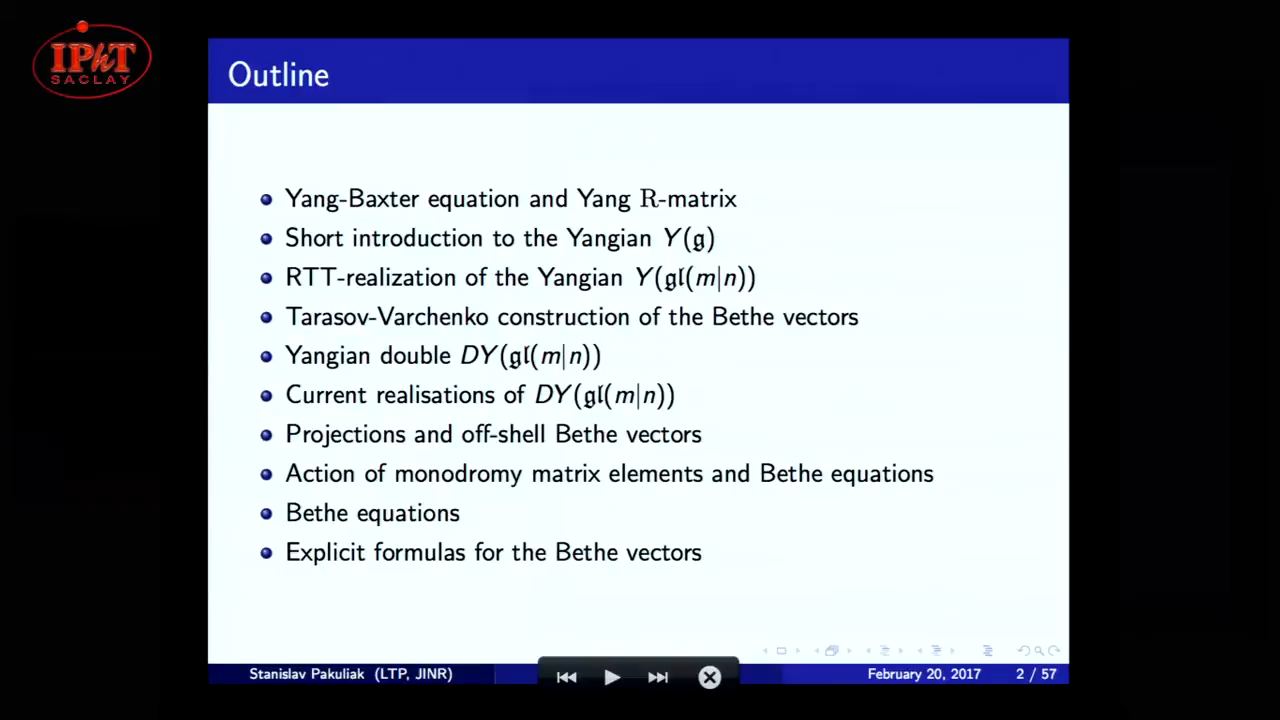 IPhT
SACLAY
Outline
Yang-Baxter equation and Yang R-matrix
Short introduction to the Yangian Y(𝔤)
RTT-realization of the Yangian Y(𝔤𝔩(m|n))
Tarasov-Varchenko construction of the Bethe vectors
Yangian double DY(𝔤𝔩(m|n))
Current realisations of DY(𝔤𝔩(m|n))
Projections and off-shell Bethe vectors
Action of monodromy matrix elements and Bethe equations
Bethe equations
Explicit formulas for the Bethe vectors
Stanislav Pakuliak (LTP, JINR) February 20, 2017 2 / 57